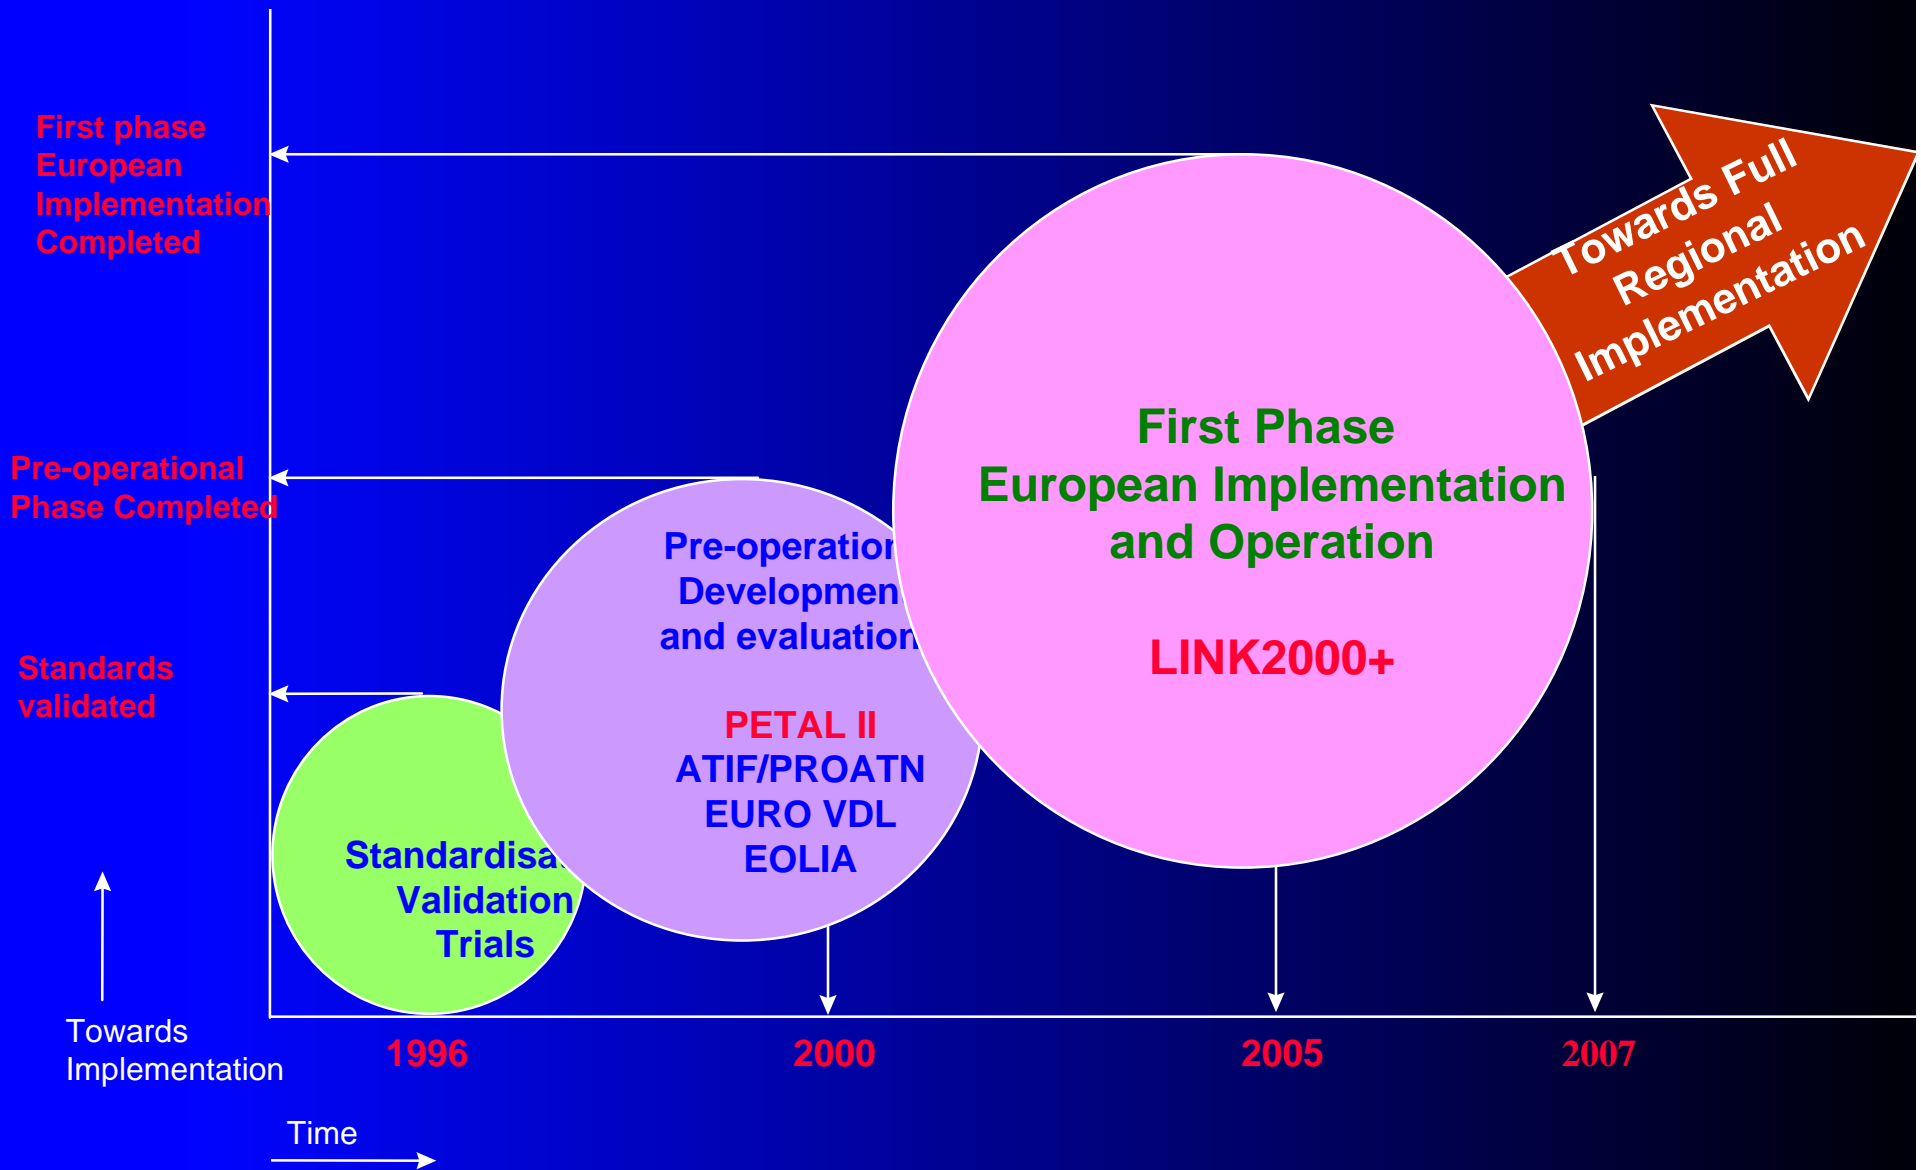 First phase
European
Implementation
Completed
Pre-operational
Phase Completed
Standards
validated
Towards
Implementation
Time
Standardisa
Validation
Trials
Pre-operation
Developmen
and evaluation
PETAL II
ATIF/PROATN
EURO VDL
EOLIA
First Phase
European Implementation
and Operation
LINK2000+
Towards Full
Regional
Implementation
1996
2000
2005
2007